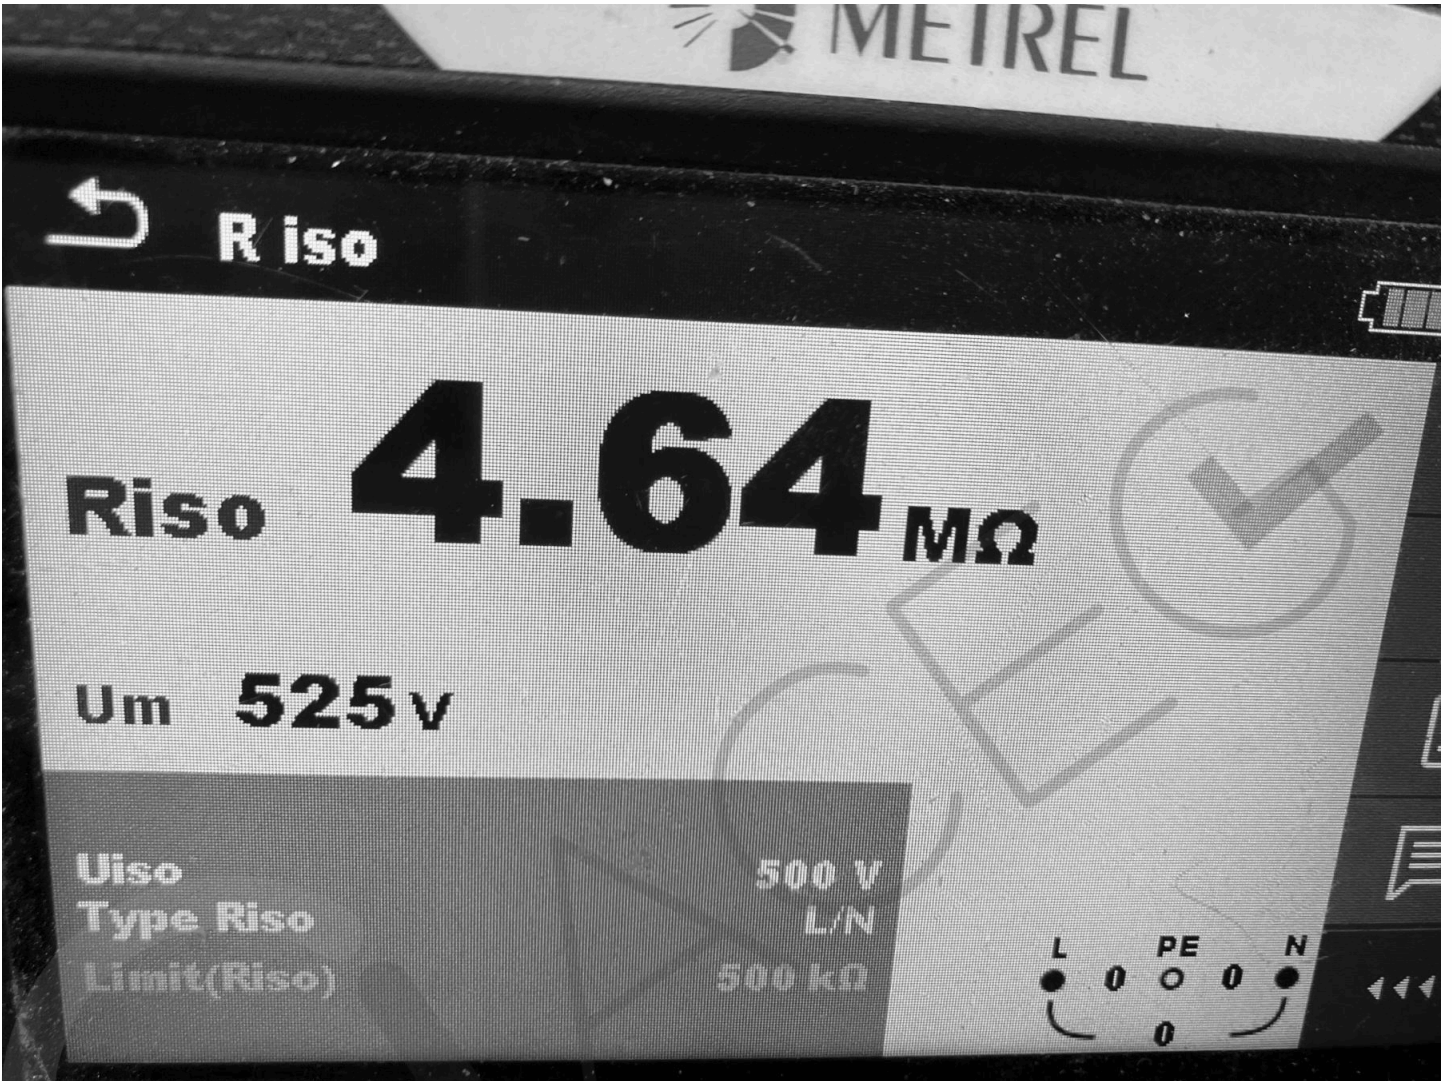 METREL
R iso
Riso 4.64 MΩ
Um 525 V
Uiso 500 V
Type Riso L/N
Limit(Riso) 500 kΩ
L PE N
0 0
0